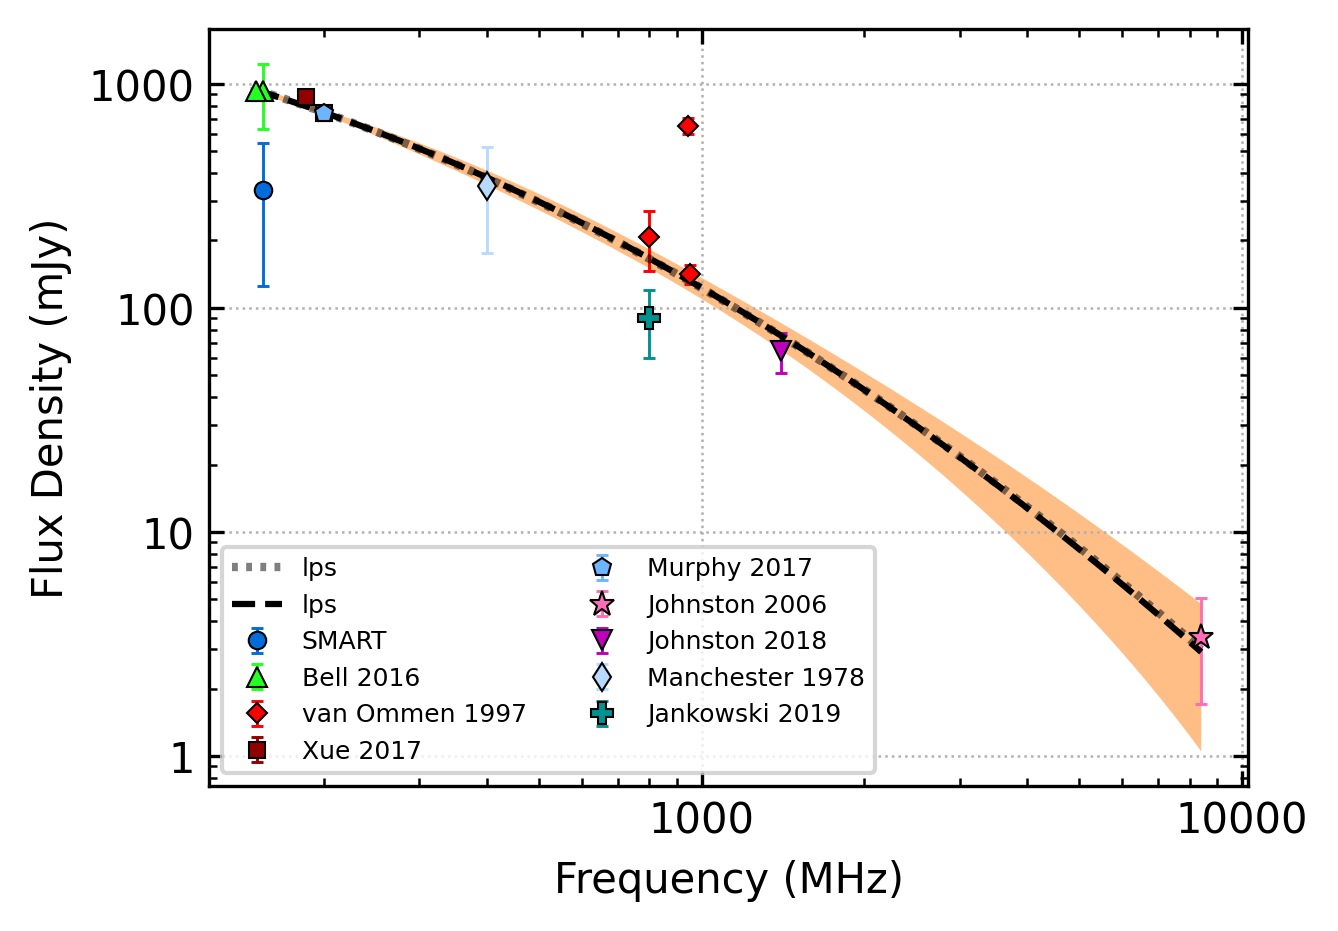 1000
100
10
1
Flux Density (mJy)
lps
lps
SMART
Bell 2016
van Ommen 1997
Xue 2017
Murphy 2017
Johnston 2006
Johnston 2018
Manchester 1978
Jankowski 2019
1000
10000
Frequency (MHz)